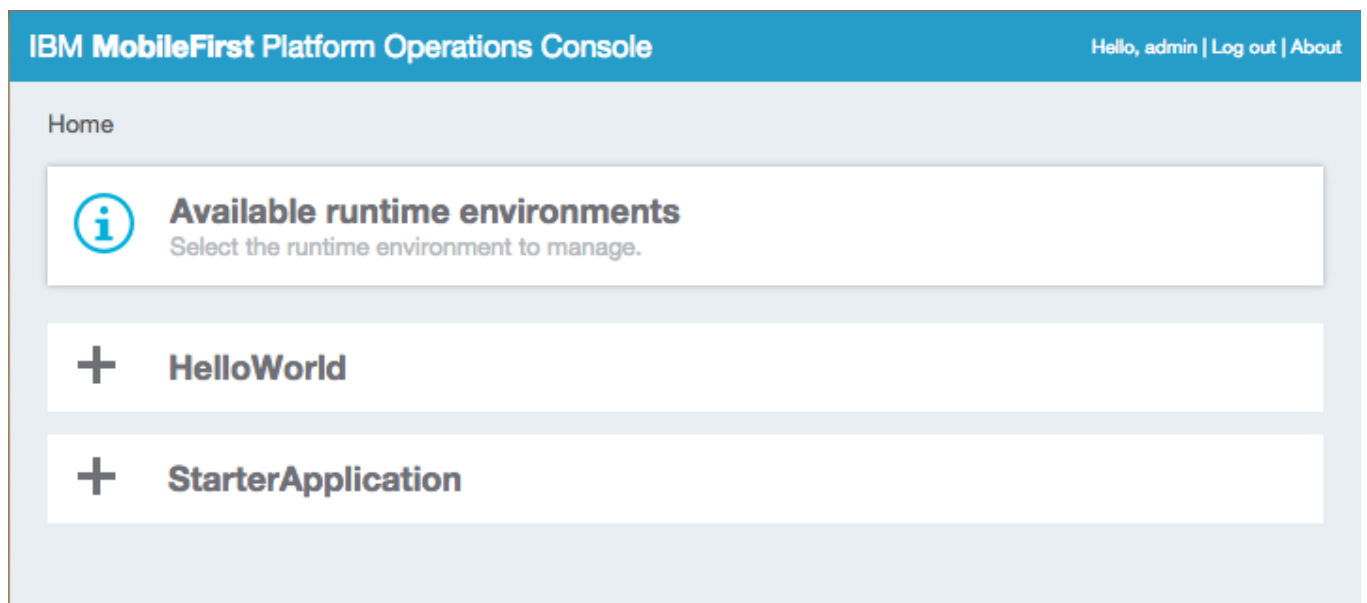 IBM MobileFirst Platform Operations Console
Hello, admin | Log out | About
Home
Available runtime environments
Select the runtime environment to manage.
HelloWorld
StarterApplication